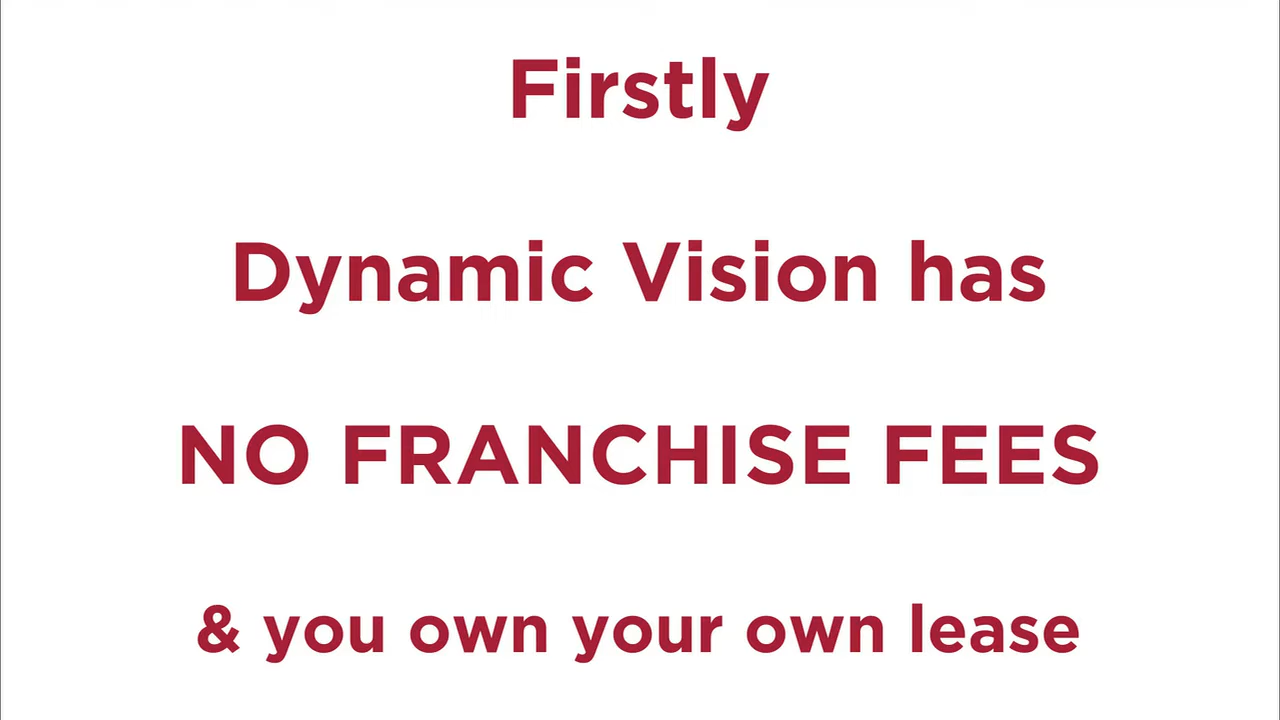 Firstly
Dynamic Vision has
NO FRANCHISE FEES
& you own your own lease